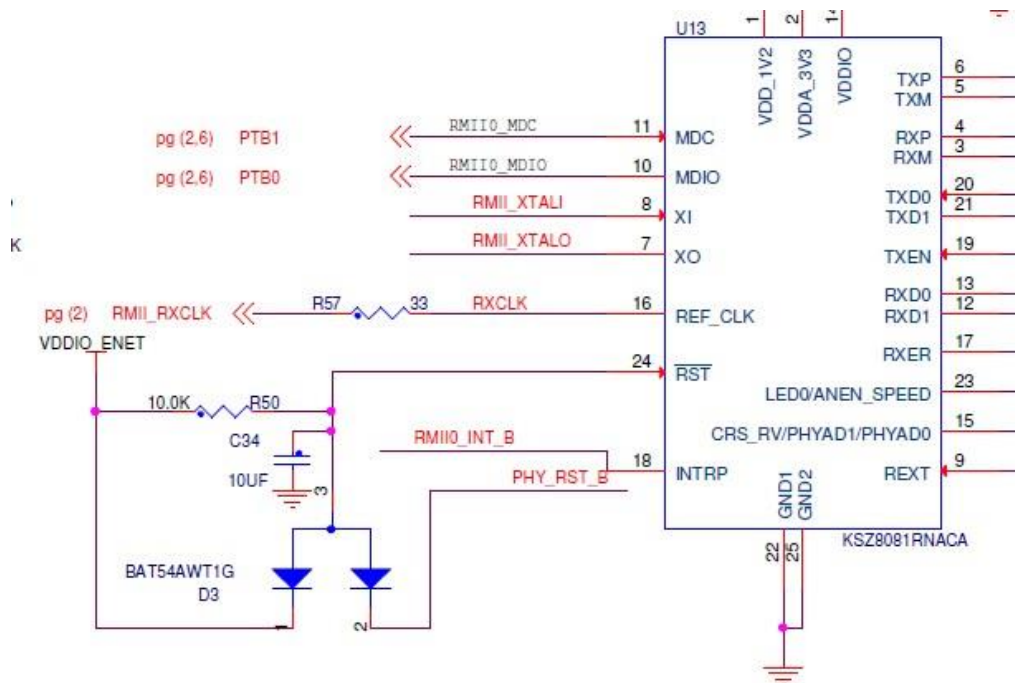 U13
1
2
14
VDD_1V2
VDDA_3V3
VDDIO
TXP 6
TXM 5
pg (2,6) PTB1 RMII0_MDC 11 MDC
RXP 4
RXM 3
pg (2,6) PTB0 RMII0_MDIO 10 MDIO
TXD0 20
TXD1 21
RMII_XTALI 8 XI
K
RMII_XTALO 7 XO
TXEN 19
RXD0 13
RXD1 12
pg (2) RMII_RXCLK R57 33 RXCLK 16 REF_CLK
VDDIO_ENET
RXER 17
24 RST
LED0/ANEN_SPEED 23
10.0K R50
CRS_RV/PHYAD1/PHYAD0 15
C34
10UF
RMII0_INT_B 18 INTRP
REXT 9
PHY_RST_B
3
GND1
GND2
22
25
KSZ8081RNACA
BAT54AWT1G
D3
1
2